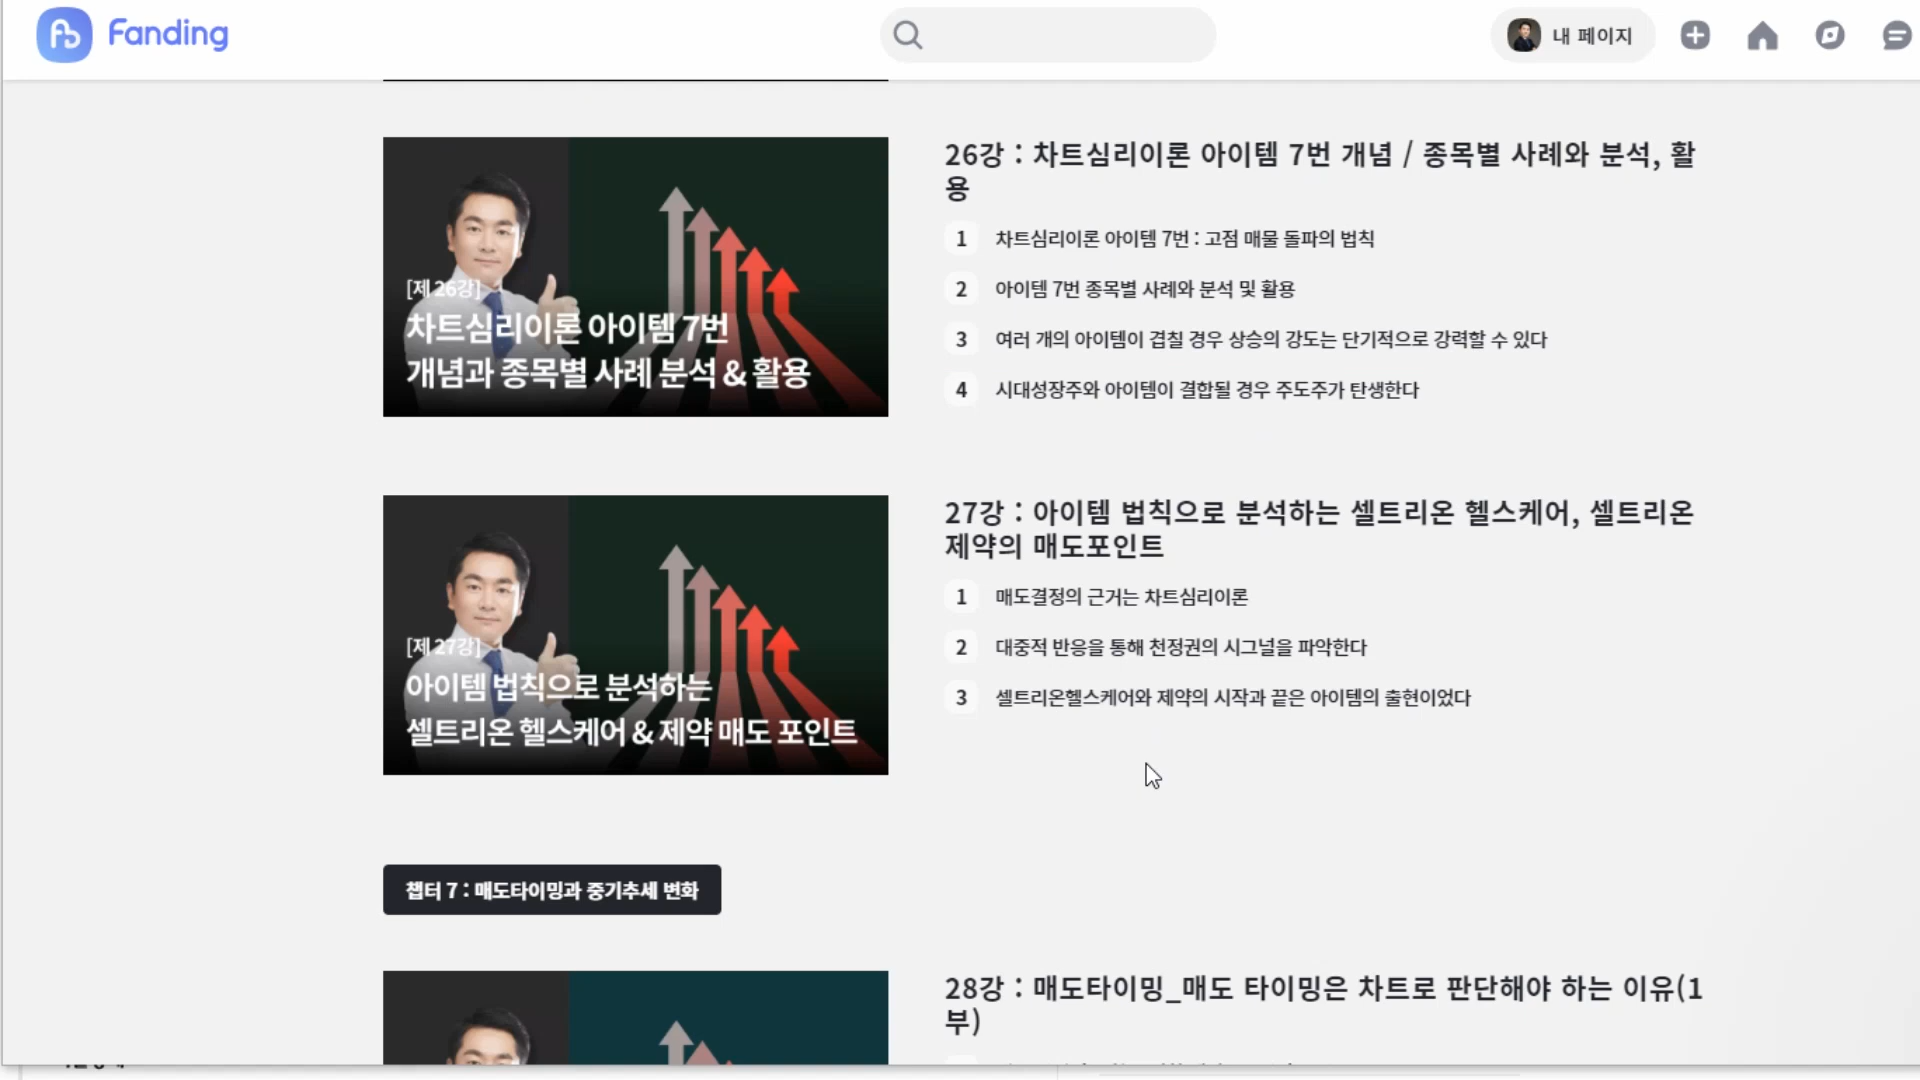 Fanding
내 페이지
[제 26강]
차트심리이론 아이템 7번
개념과 종목별 사례 분석 & 활용
26강 : 차트심리이론 아이템 7번 개념 / 종목별 사례와 분석, 활
용
1 차트심리이론 아이템 7번 : 고점 매물 돌파의 법칙
2 아이템 7번 종목별 사례와 분석 및 활용
3 여러 개의 아이템이 겹칠 경우 상승의 강도는 단기적으로 강력할 수 있다
4 시대성장주와 아이템이 결합될 경우 주도주가 탄생한다
[제 27강]
아이템 법칙으로 분석하는
셀트리온 헬스케어 & 제약 매도 포인트
27강 : 아이템 법칙으로 분석하는 셀트리온 헬스케어, 셀트리온
제약의 매도포인트
1 매도결정의 근거는 차트심리이론
2 대중적 반응을 통해 천정권의 시그널을 파악한다
3 셀트리온헬스케어와 제약의 시작과 끝은 아이템의 출현이었다
챕터 7 : 매도타이밍과 중기추세 변화
28강 : 매도타이밍_매도 타이밍은 차트로 판단해야 하는 이유(1
부)